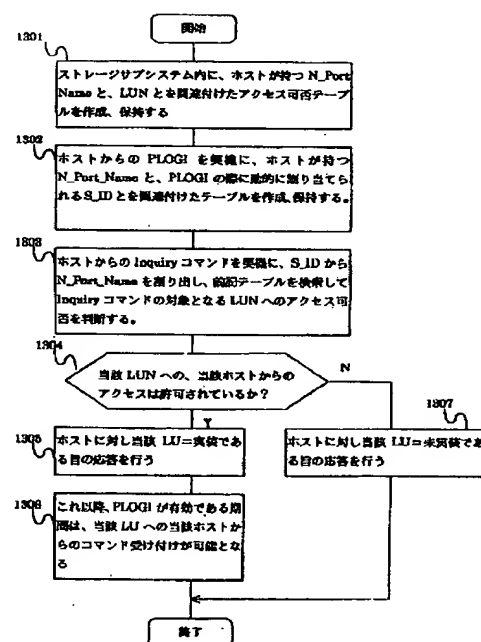 開始
1301
ストレージサブシステム内に、ホストが持つ N_Port_
Name と、LUN とを関連付けたアクセス可否テーブ
ルを作成、保持する
1302
ホストからの PLOGI を契機に、ホストが持つ
N_Port_Name と、PLOGI の際に動的に割り当てら
れる S_ID とを関連付けたテーブルを作成、保持する。
1303
ホストからの Inquiry コマンドを契機に、S_ID から
N_Port_Name を割り出し、前記テーブルを検索して
Inquiry コマンドの対象となる LUN へのアクセス可
否を判断する。
1304
当該 LUN への、当該ホストからの
アクセスは許可されているか?
N
Y
1305
ホストに対し当該 LU=実装であ
る旨の応答を行う
1307
ホストに対し当該 LU=未実装であ
る旨の応答を行う
1306
これ以降、PLOGI が有効である期
間は、当該 LU への当該ホストか
らのコマンド受け付けが可能とな
る
終了